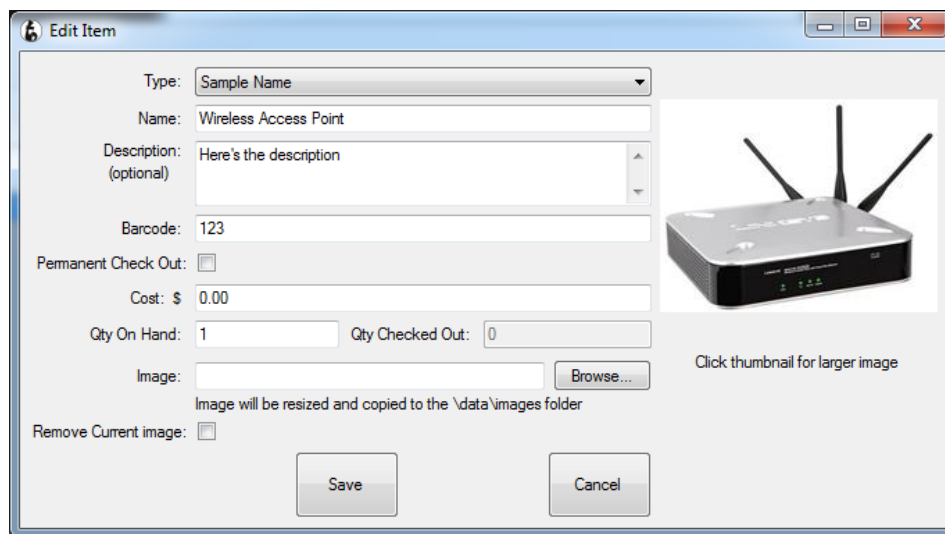 Edit Item
Type: Sample Name
Name: Wireless Access Point
Description: Here's the description
(optional)
Barcode: 123
Permanent Check Out:
Cost: $ 0.00
Qty On Hand: 1 Qty Checked Out: 0
Click thumbnail for larger image
Image: Browse...
Image will be resized and copied to the \data\images folder
Remove Current image:
Save Cancel